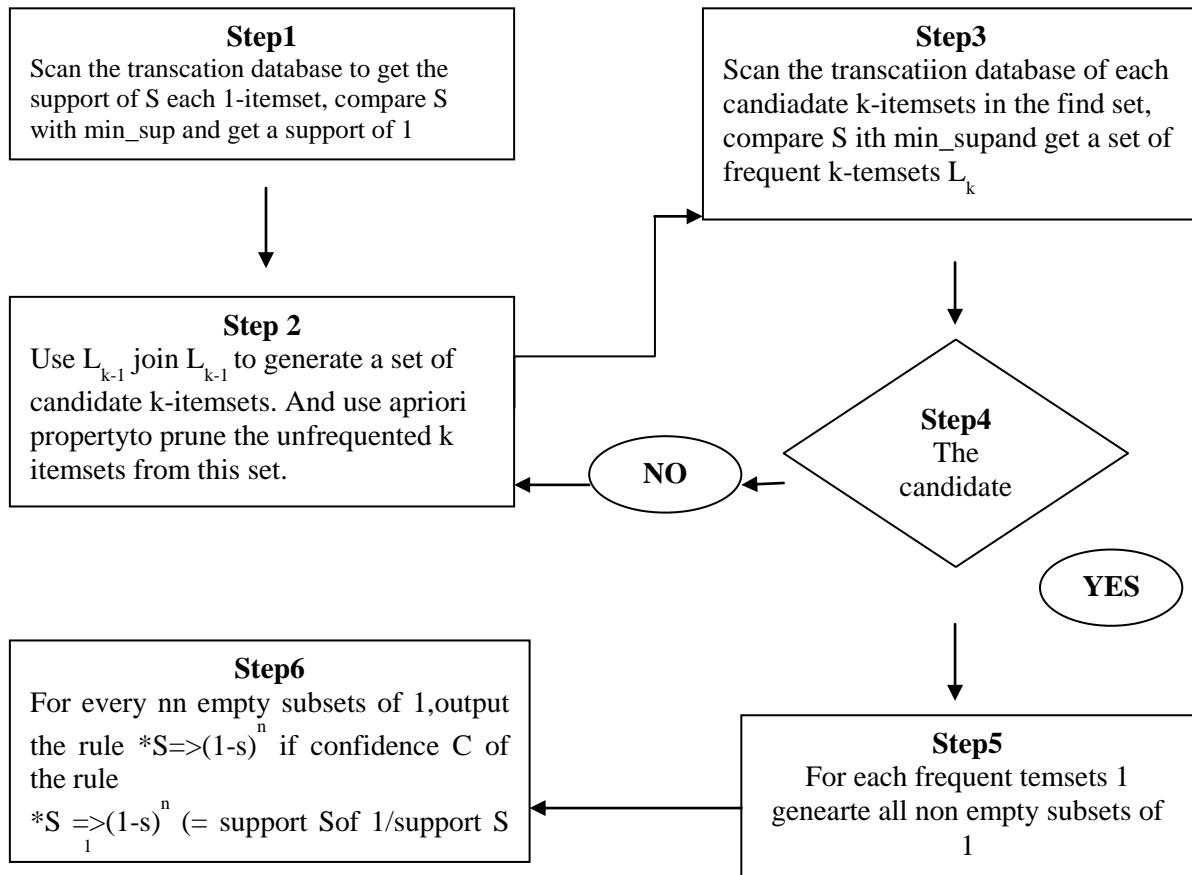 Step1
Scan the transcation database to get the
support of S each 1-itemset, compare S
with min_sup and get a support of 1
Step 2
Use L_{k-1} join L_{k-1} to generate a set of
candidate k-itemsets. And use apriori
propertyto prune the unfrequented k
itemsets from this set.
Step3
Scan the transcatiion database of each
candiadate k-itemsets in the find set,
compare S ith min_supand get a set of
frequent k-temsets L_k
Step4
The
candidate
NO
YES
Step5
For each frequent temsets 1
genearte all non empty subsets of
1
Step6
For every nn empty subsets of 1,output
the rule *S=>(1-s)^n if confidence C of
the rule
*S =>(1-s)^n (= support Sof 1/support S
1